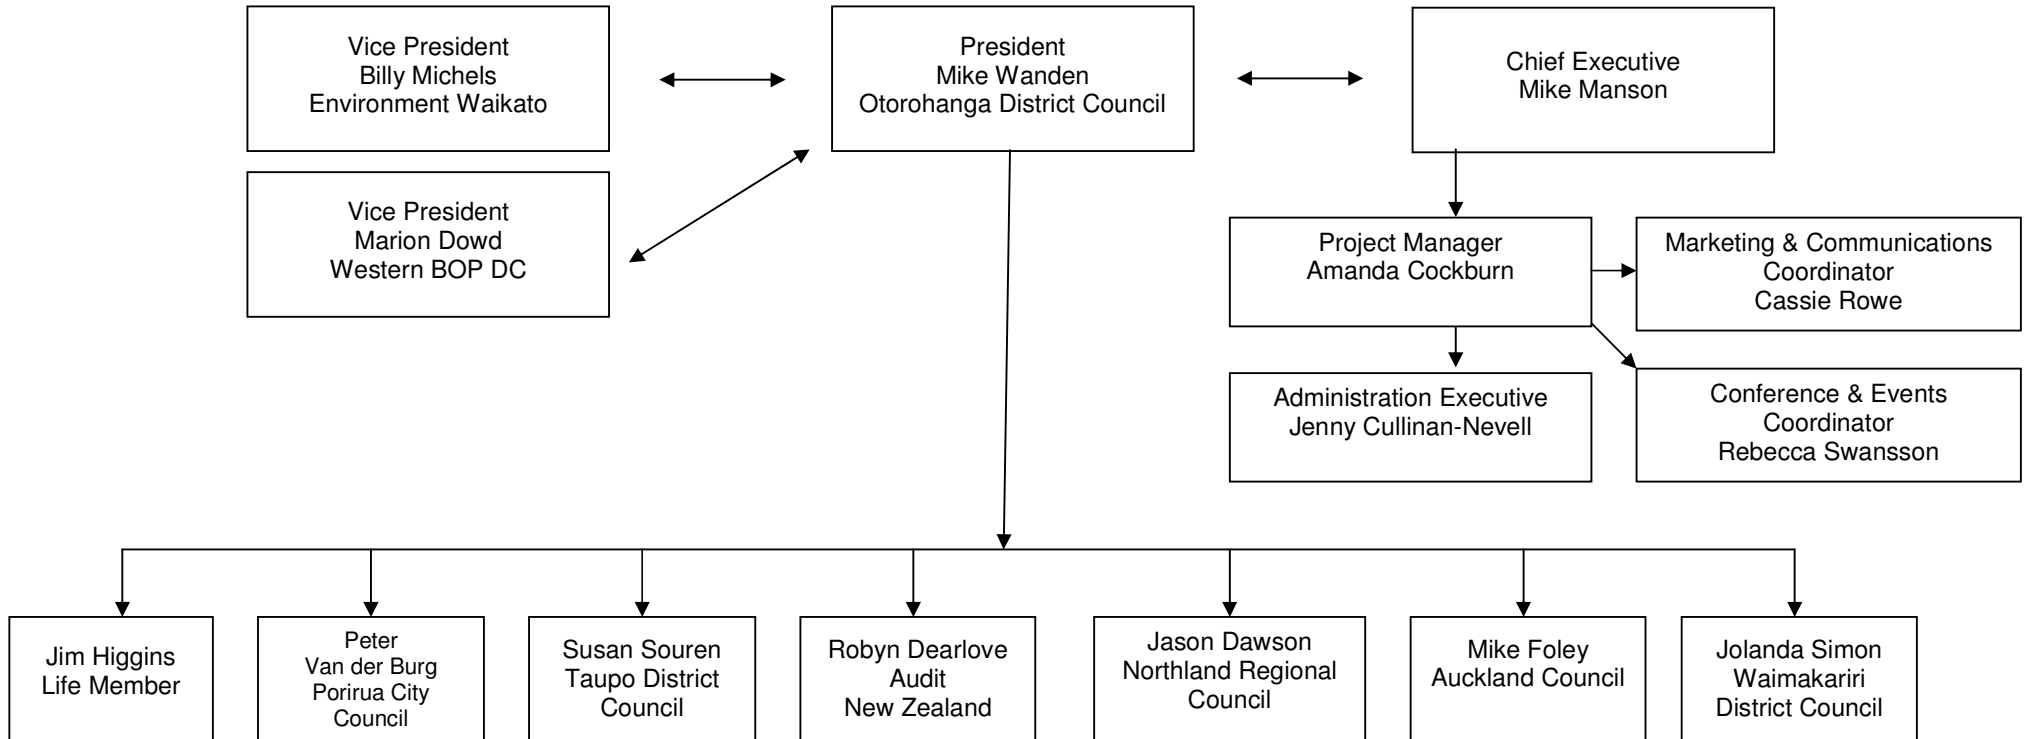 Vice President
Billy Michels
Environment Waikato
President
Mike Wanden
Otorohanga District Council
Chief Executive
Mike Manson
Vice President
Marion Dowd
Western BOP DC
Project Manager
Amanda Cockburn
Marketing & Communications
Coordinator
Cassie Rowe
Administration Executive
Jenny Cullinan-Nevell
Conference & Events
Coordinator
Rebecca Swansson
Jim Higgins
Life Member
Peter
Van der Burg
Porirua City
Council
Susan Souren
Taupo District
Council
Robyn Dearlove
Audit
New Zealand
Jason Dawson
Northland Regional
Council
Mike Foley
Auckland Council
Jolanda Simon
Waimakariri
District Council